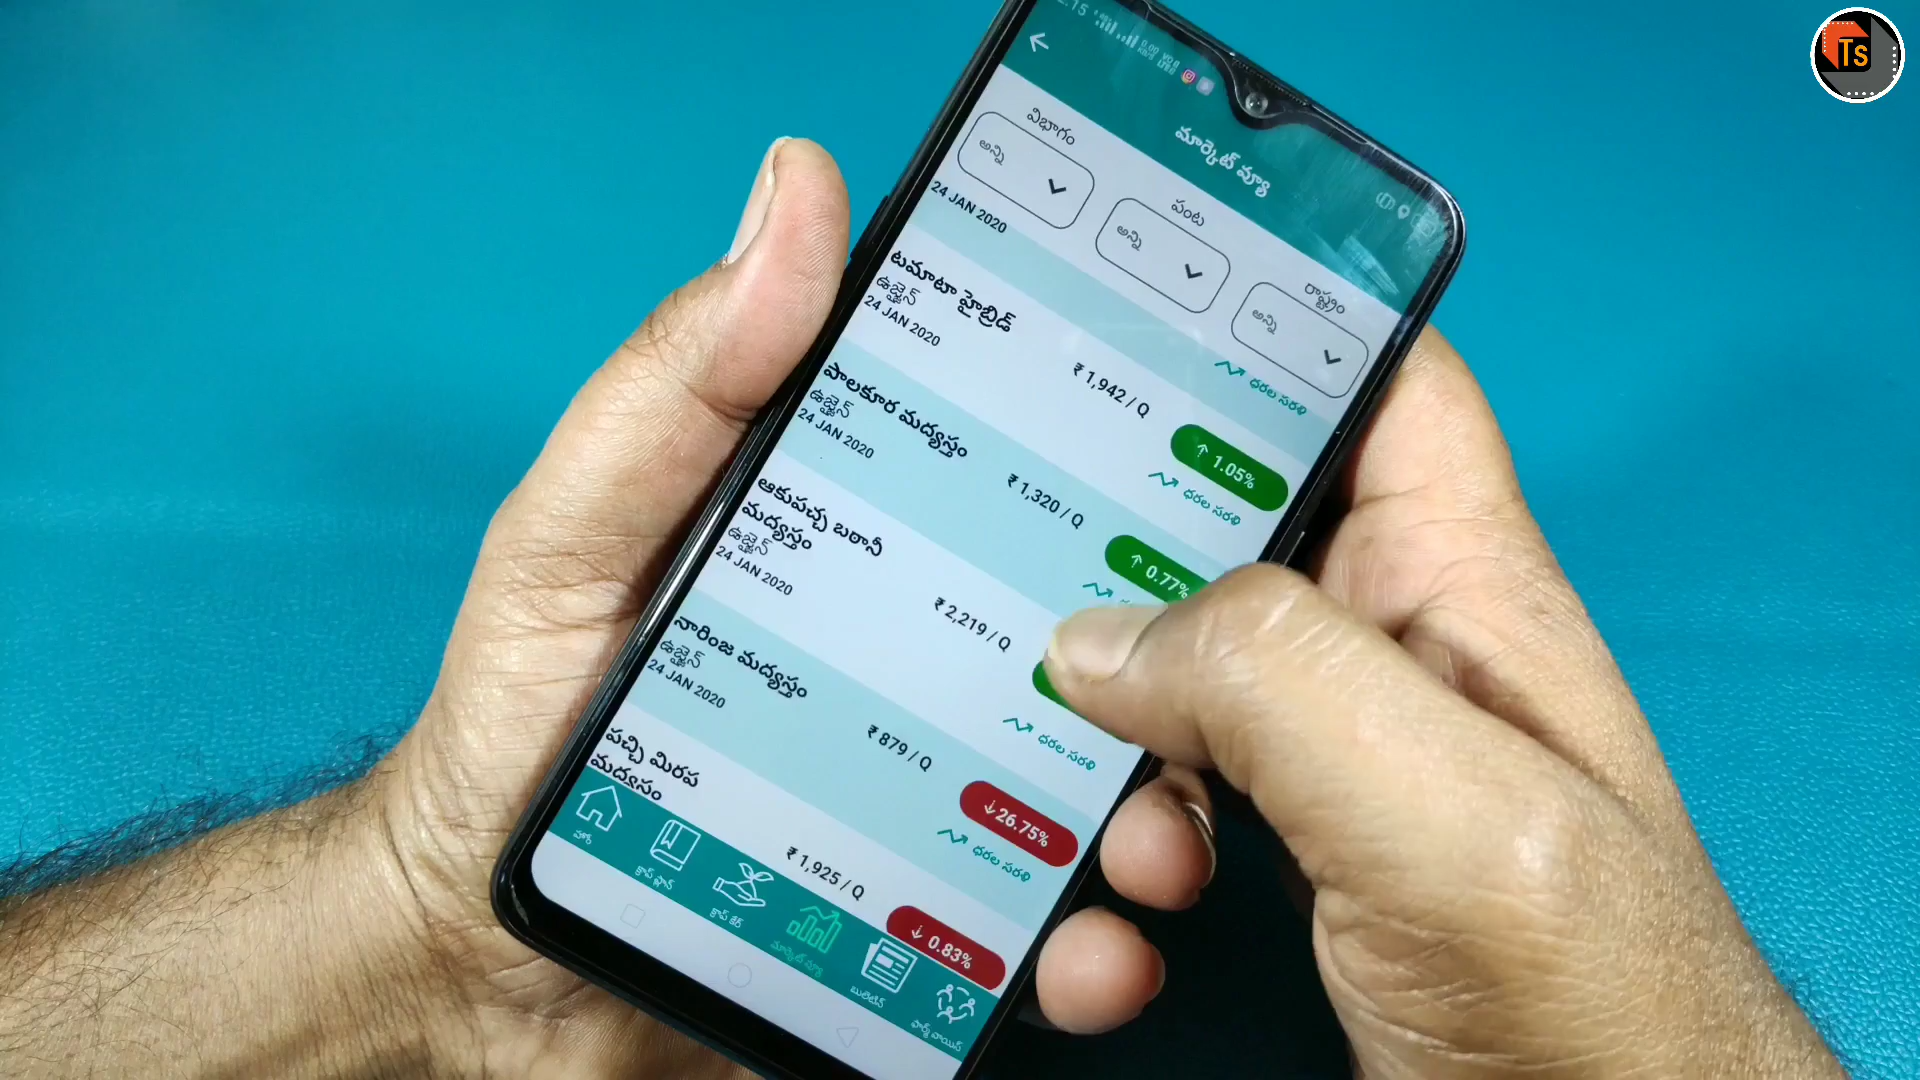 Ts
మార్కెట్ వ్యూ
విభాగం
అన్ని
పంట
అన్ని
రాష్ట్రం
అన్ని
24 JAN 2020
ధరల సరళి
టమాటా హైబ్రిడ్
ఉజ్జైన్
24 JAN 2020
₹ 1,942 / Q
↑ 1.05%
ధరల సరళి
పాలకూర మధ్యస్తం
ఉజ్జైన్
24 JAN 2020
₹ 1,320 / Q
↑ 0.77%
ఆకుపచ్చ బఠానీ
మధ్యస్తం
ఉజ్జైన్
24 JAN 2020
₹ 2,219 / Q
ధరల సరళి
నారింజ మధ్యస్తం
ఉజ్జైన్
24 JAN 2020
₹ 879 / Q
↓ 26.75%
ధరల సరళి
పచ్చి మిరప
మధ్యస్తం
₹ 1,925 / Q
↓ 0.83%
హోమ్
క్రాప్ ప్లాన్
క్రాప్ కేర్
మార్కెట్ వ్యూ
బులెటిన్
ఫార్మ్ వాయిస్